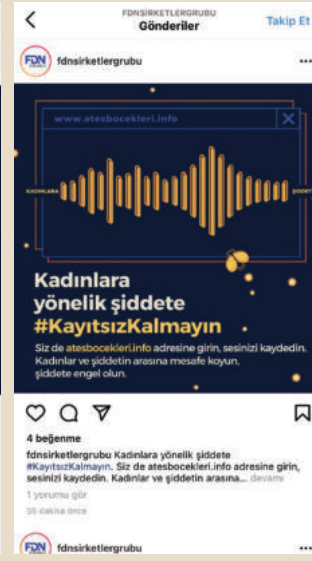 FDNSIRKETLERGRUBU
Gönderiler
Takip Et
FDN
fdnsirketlergrubu
www.atesbocekleri.info
KADINLARA
ŞİDDET
Kadınlara
yönelik şiddete
#KayıtsızKalmayın
Siz de atesbocekleri.info adresine girin, sesinizi kaydedin.
Kadınlar ve şiddetin arasına mesafe koyun,
şiddete engel olun.
4 beğenme
fdnsirketlergrubu Kadınlara yönelik şiddete
#KayıtsızKalmayın. Siz de atesbocekleri.info adresine girin,
sesinizi kaydedin. Kadınlar ve şiddetin arasına... devamı
1 yorumu gör
dakika önce
FDN
fdnsirketlergrubu